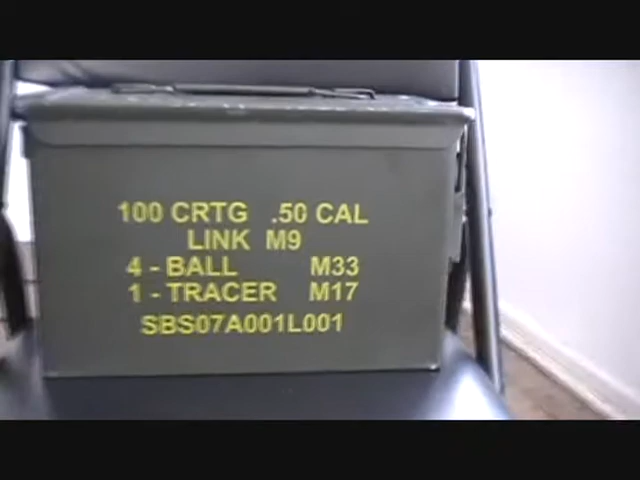 100 CRTG .50 CAL
LINK M9
4 - BALL M33
1 - TRACER M17
SBS07A001L001